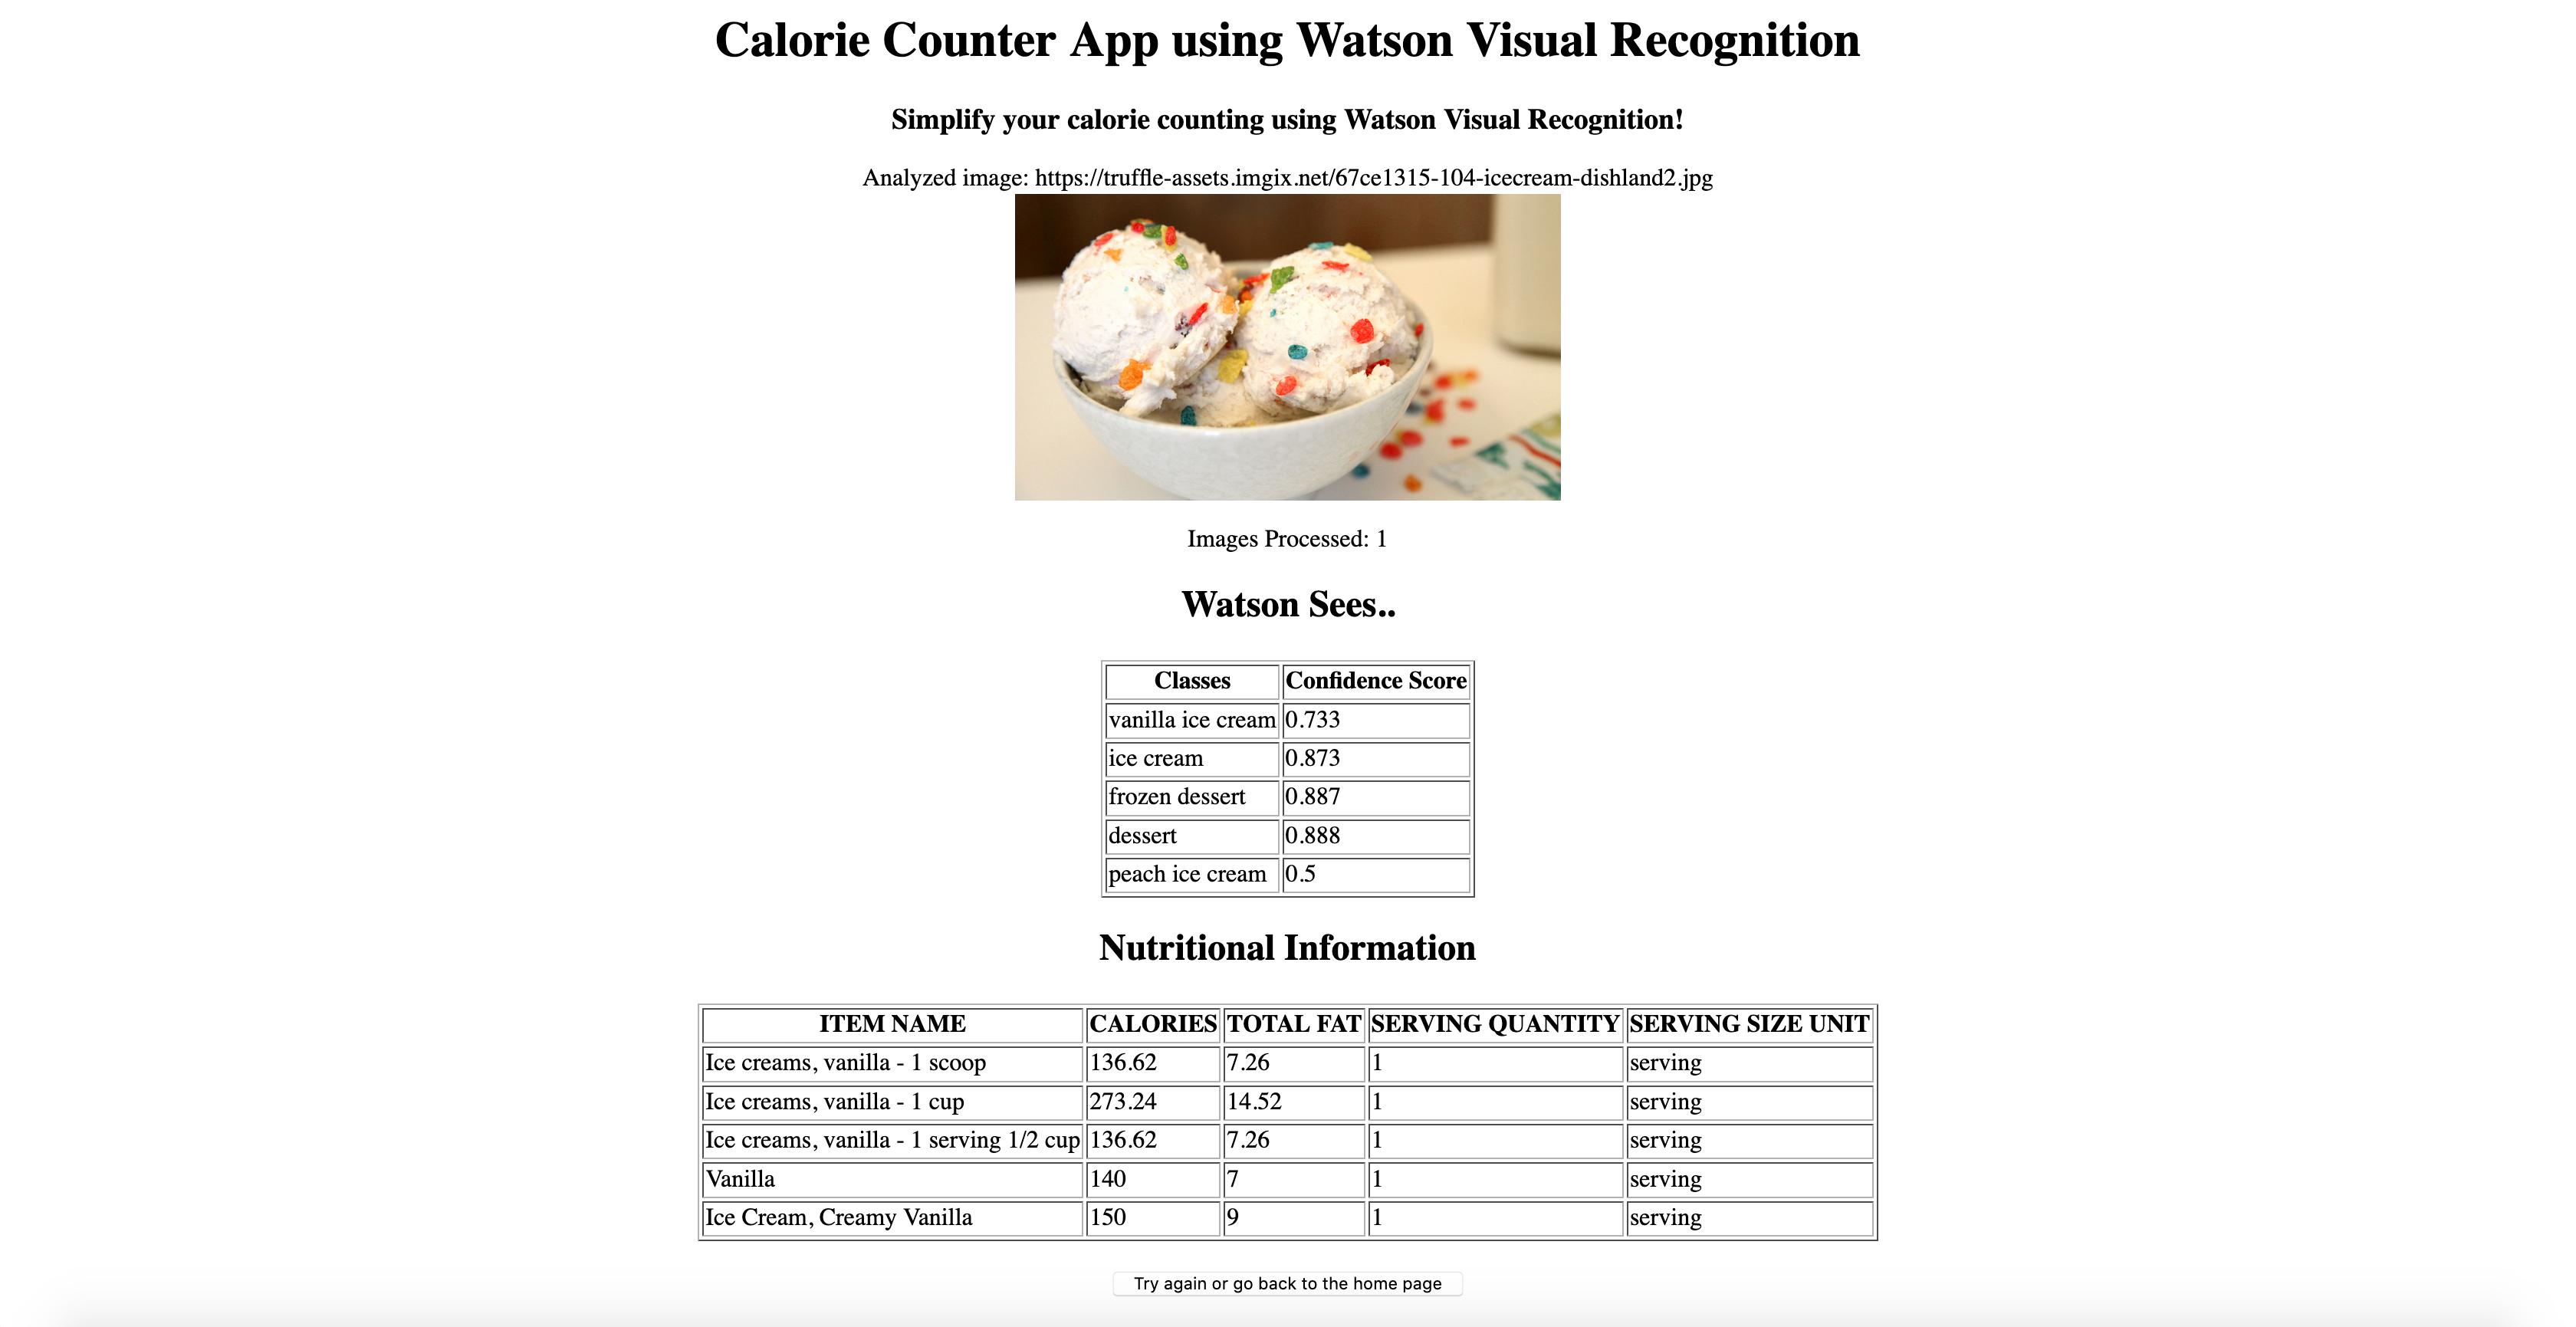 Calorie Counter App using Watson Visual Recognition
Simplify your calorie counting using Watson Visual Recognition!
Analyzed image: https://truffle-assets.imgix.net/67ce1315-104-icecream-dishland2.jpg
Images Processed: 1
Watson Sees..
Classes Confidence Score
vanilla ice cream 0.733
ice cream 0.873
frozen dessert 0.887
dessert 0.888
peach ice cream 0.5
Nutritional Information
ITEM NAME CALORIES TOTAL FAT SERVING QUANTITY SERVING SIZE UNIT
Ice creams, vanilla - 1 scoop 136.62 7.26 1 serving
Ice creams, vanilla - 1 cup 273.24 14.52 1 serving
Ice creams, vanilla - 1 serving 1/2 cup 136.62 7.26 1 serving
Vanilla 140 7 1 serving
Ice Cream, Creamy Vanilla 150 9 1 serving
Try again or go back to the home page